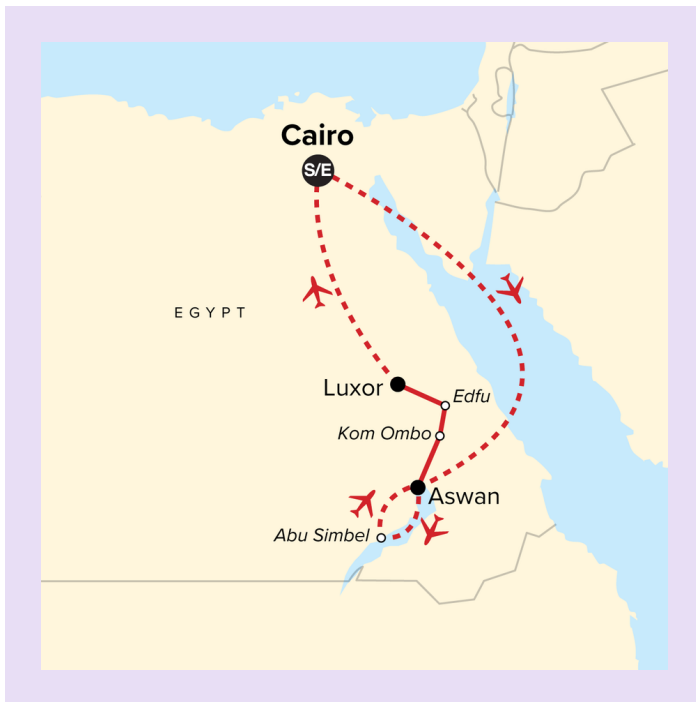 Cairo
S/E
EGYPT
Luxor
Edfu
Kom Ombo
Aswan
Abu Simbel